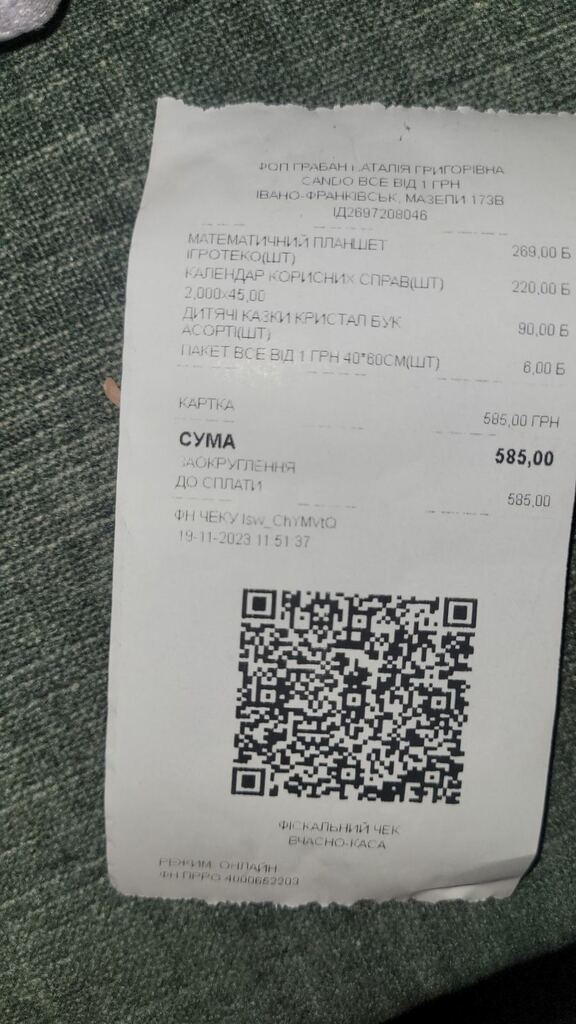 ФОП ГРАБАН НАТАЛІЯ ГРИГОРІВНА
CANDO ВСЕ ВІД 1 ГРН
ІВАНО-ФРАНКІВСЬК, МАЗЕПИ 173В
ІД2697208046
МАТЕМАТИЧНИЙ ПЛАНШЕТ
ІГРОТЕКО(ШТ) 269,00 Б
КАЛЕНДАР КОРИСНИХ СПРАВ(ШТ) 220,00 Б
2,000x45,00
ДИТЯЧІ КАЗКИ КРИСТАЛ БУК 90,00 Б
АСОРТІ(ШТ)
ПАКЕТ ВСЕ ВІД 1 ГРН 40*60СМ(ШТ) 6,00 Б
КАРТКА 585,00 ГРН
СУМА 585,00
ЗАОКРУГЛЕННЯ
ДО СПЛАТИ 585,00
ФН ЧЕКУ lsw_ChYMvtQ
19-11-2023 11 51 37
ФІСКАЛЬНИЙ ЧЕК
ВЧАСНО-КАСА
РЕЖИМ ОНЛАЙН
ФН ПРРО 4000652203